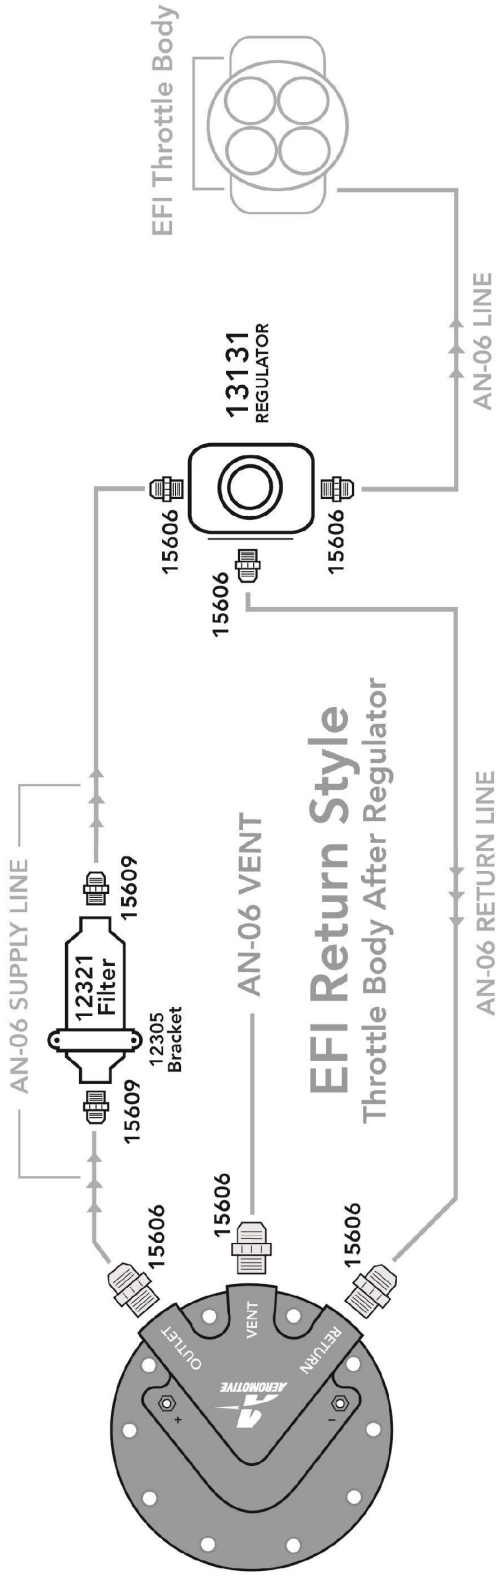 AN-06 SUPPLY LINE
15606
15609
12321
Filter
12305
Bracket
15609
15606
13131
REGULATOR
EFI Throttle Body
15606
15606
AN-06 LINE
15606
AN-06 VENT
EFI Return Style
Throttle Body After Regulator
15606
AN-06 RETURN LINE
OUTLET
VENT
RETURN
AEROMOTIVE
+
-